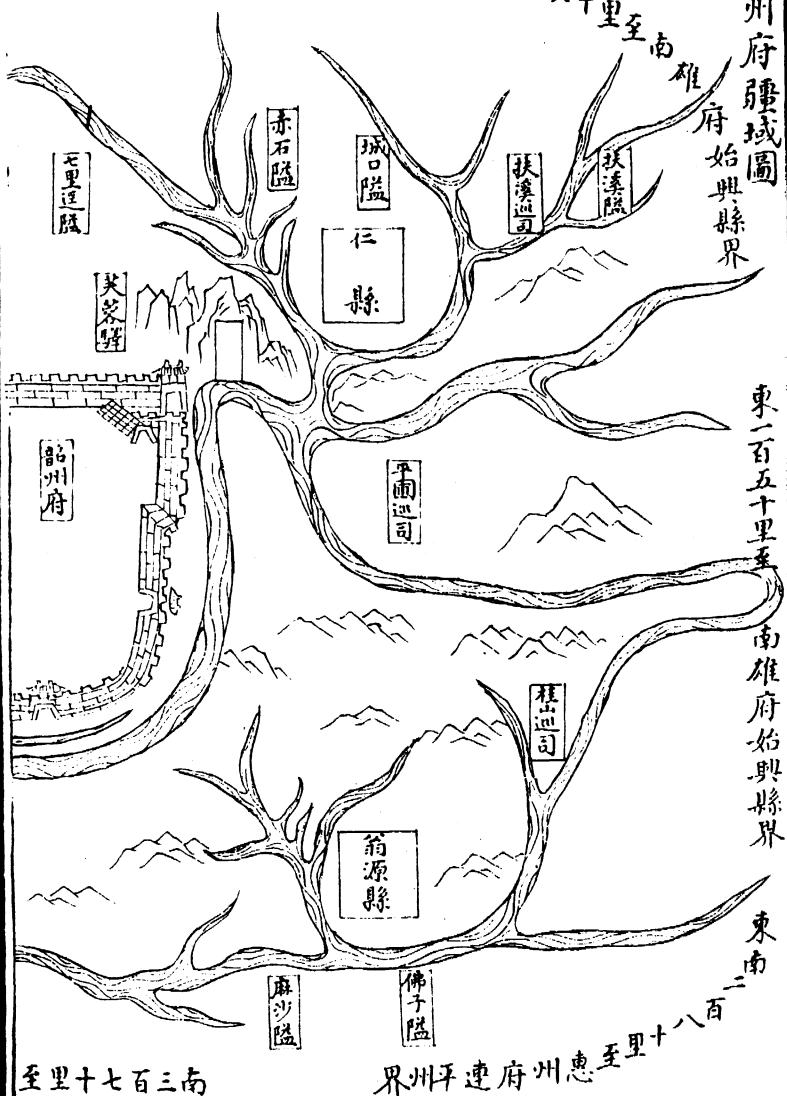 州府疆域圖
十里至南雄府始興縣界
東一百五十里至南雄府始興縣界
東南二百八十里至惠州府連平州界
南三百七十里至
扶溪隘
扶溪巡司
城口隘
赤石隘
七里逕隘
仁 縣
芙蓉驛
韶州府
平圃巡司
桂山巡司
翁源縣
佛子隘
麻沙隘